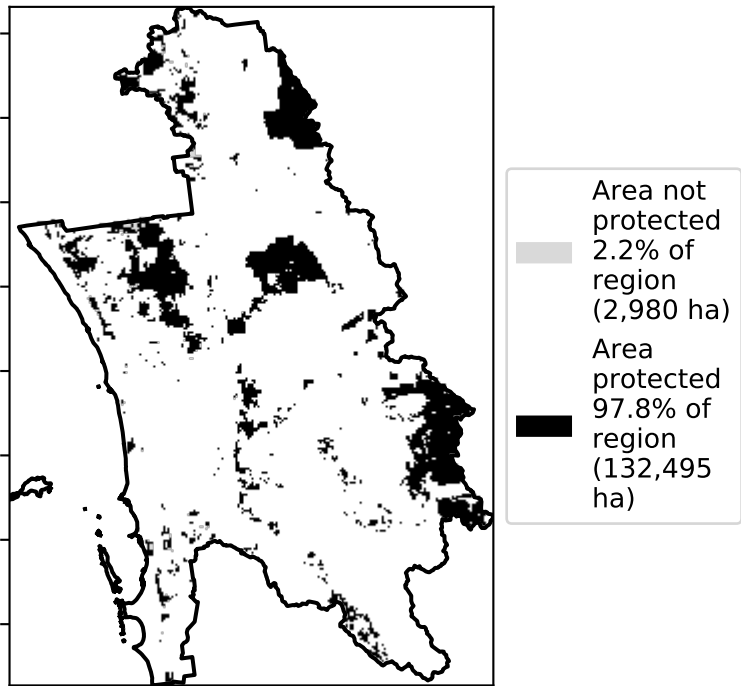 Area not
protected
2.2% of
region
(2,980 ha)
Area
protected
97.8% of
region
(132,495
ha)